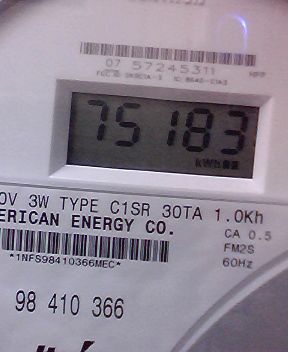 07 57245311
75183
kWh
0V 3W TYPE C1SR 30TA 1.0Kh
ERICAN ENERGY CO.
CA 0.5
FM2S
*1NFS98410366MEC*
60Hz
98 410 366